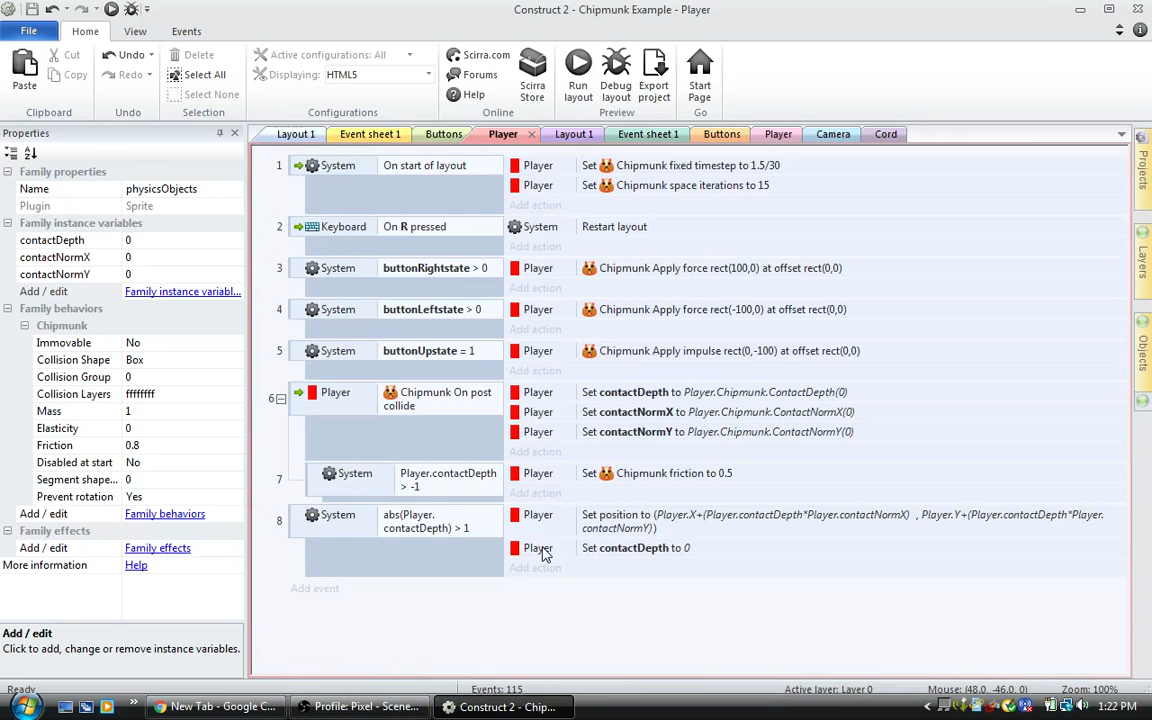 Construct 2 - Chipmunk Example - Player
File Home View Events
Paste
Cut
Copy
Clipboard
Undo
Redo
Undo
Delete
Select All
Select None
Selection
Active configurations: All
Displaying: HTML5
Configurations
Scirra.com
Forums
Help
Scirra Store
Online
Run layout
Debug layout
Export project
Preview
Start Page
Go
Properties
Layout 1 Event sheet 1 Buttons Player Layout 1 Event sheet 1 Buttons Player Camera Cord
Family properties
Name physicsObjects
Plugin Sprite
Family instance variables
contactDepth 0
contactNormX 0
contactNormY 0
Add / edit Family instance variabl...
Family behaviors
Chipmunk
Immovable No
Collision Shape Box
Collision Group 0
Collision Layers ffffffff
Mass 1
Elasticity 0
Friction 0.8
Disabled at start No
Segment shape... 0
Prevent rotation Yes
Add / edit Family behaviors
Family effects
Add / edit Family effects
More information Help
Add / edit
Click to add, change or remove instance variables.
1 System On start of layout Player Set Chipmunk fixed timestep to 1.5/30
Player Set Chipmunk space iterations to 15
Add action
2 Keyboard On R pressed System Restart layout
Add action
3 System buttonRightstate > 0 Player Chipmunk Apply force rect(100,0) at offset rect(0,0)
Add action
4 System buttonLeftstate > 0 Player Chipmunk Apply force rect(-100,0) at offset rect(0,0)
Add action
5 System buttonUpstate = 1 Player Chipmunk Apply impulse rect(0,-100) at offset rect(0,0)
Add action
6 Player Chipmunk On post collide Player Set contactDepth to Player.Chipmunk.ContactDepth(0)
Player Set contactNormX to Player.Chipmunk.ContactNormX(0)
Player Set contactNormY to Player.Chipmunk.ContactNormY(0)
Add action
7 System Player.contactDepth > -1 Player Set Chipmunk friction to 0.5
Add action
8 System abs(Player.contactDepth) > 1 Player Set position to (Player.X+(Player.contactDepth*Player.contactNormX) , Player.Y+(Player.contactDepth*Player.contactNormY))
Player Set contactDepth to 0
Add action
Add event
Projects
Layers
Objects
Ready Events: 115 Active layer: Layer 0 Mouse: (48.0, -46.0, 0) Zoom: 100%
New Tab - Google C... Profile: Pixel - Scene... Construct 2 - Chip... 1:22 PM